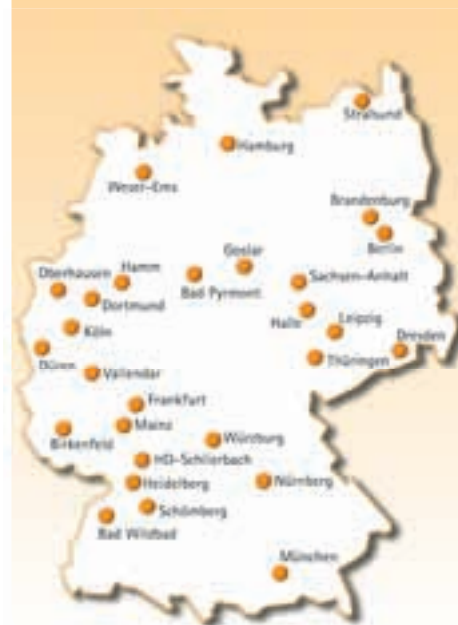 Stralsund
Hamburg
Weser-Ems
Brandenburg
Berlin
Goslar
Hamm
Oberhausen
Bad Pyrmont
Sachsen-Anhalt
Dortmund
Halle
Leipzig
Köln
Dresden
Düren
Thüringen
Vallendar
Frankfurt
Mainz
Birkenfeld
Würzburg
HD-Schlierbach
Heidelberg
Nürnberg
Schömberg
Bad Wildbad
München